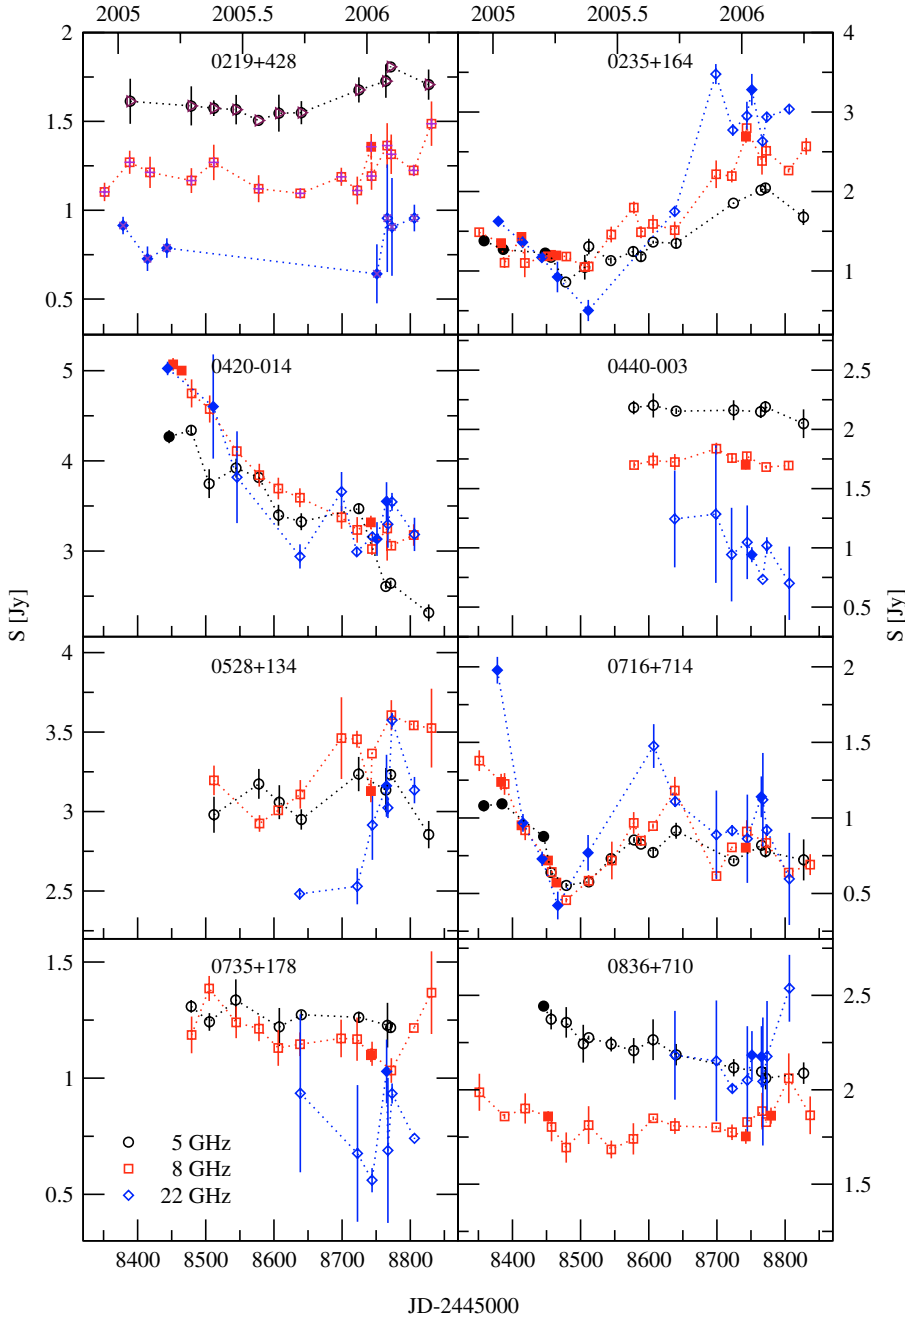 2005 2005.5 2006 2005 2005.5 2006
0219+428 0235+164
2 1.5 1 0.5
4 3 2 1
0420-014 0440-003
5 4 3
2.5 2 1.5 1 0.5
S [Jy] S [Jy]
0528+134 0716+714
4 3.5 3 2.5
2 1.5 1 0.5
0735+178 0836+710
1.5 1 0.5
2.5 2 1.5
5 GHz
8 GHz
22 GHz
8400 8500 8600 8700 8800 8400 8500 8600 8700 8800
JD-2445000